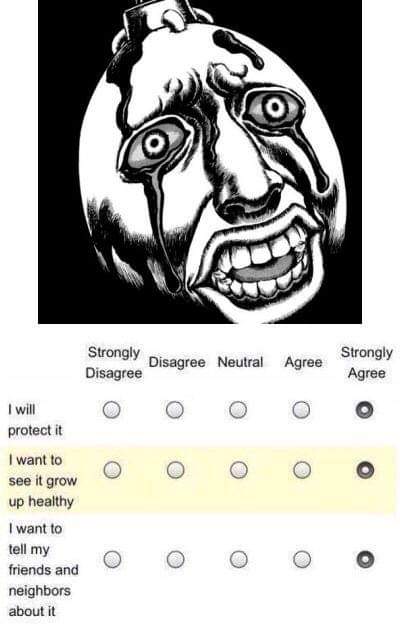 Strongly Disagree Disagree Neutral Agree Strongly Agree
I will
protect it
I want to
see it grow
up healthy
I want to
tell my
friends and
neighbors
about it